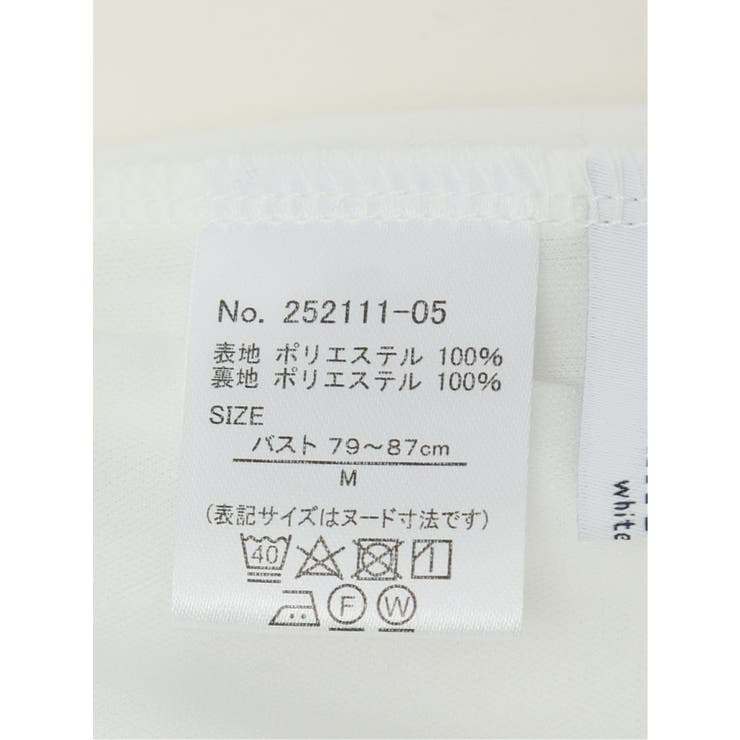 No. 252111-05
表地 ポリエステル 100%
裏地 ポリエステル 100%
SIZE
バスト 79～87cm
M
(表記サイズはヌード寸法です)
40
F W
white